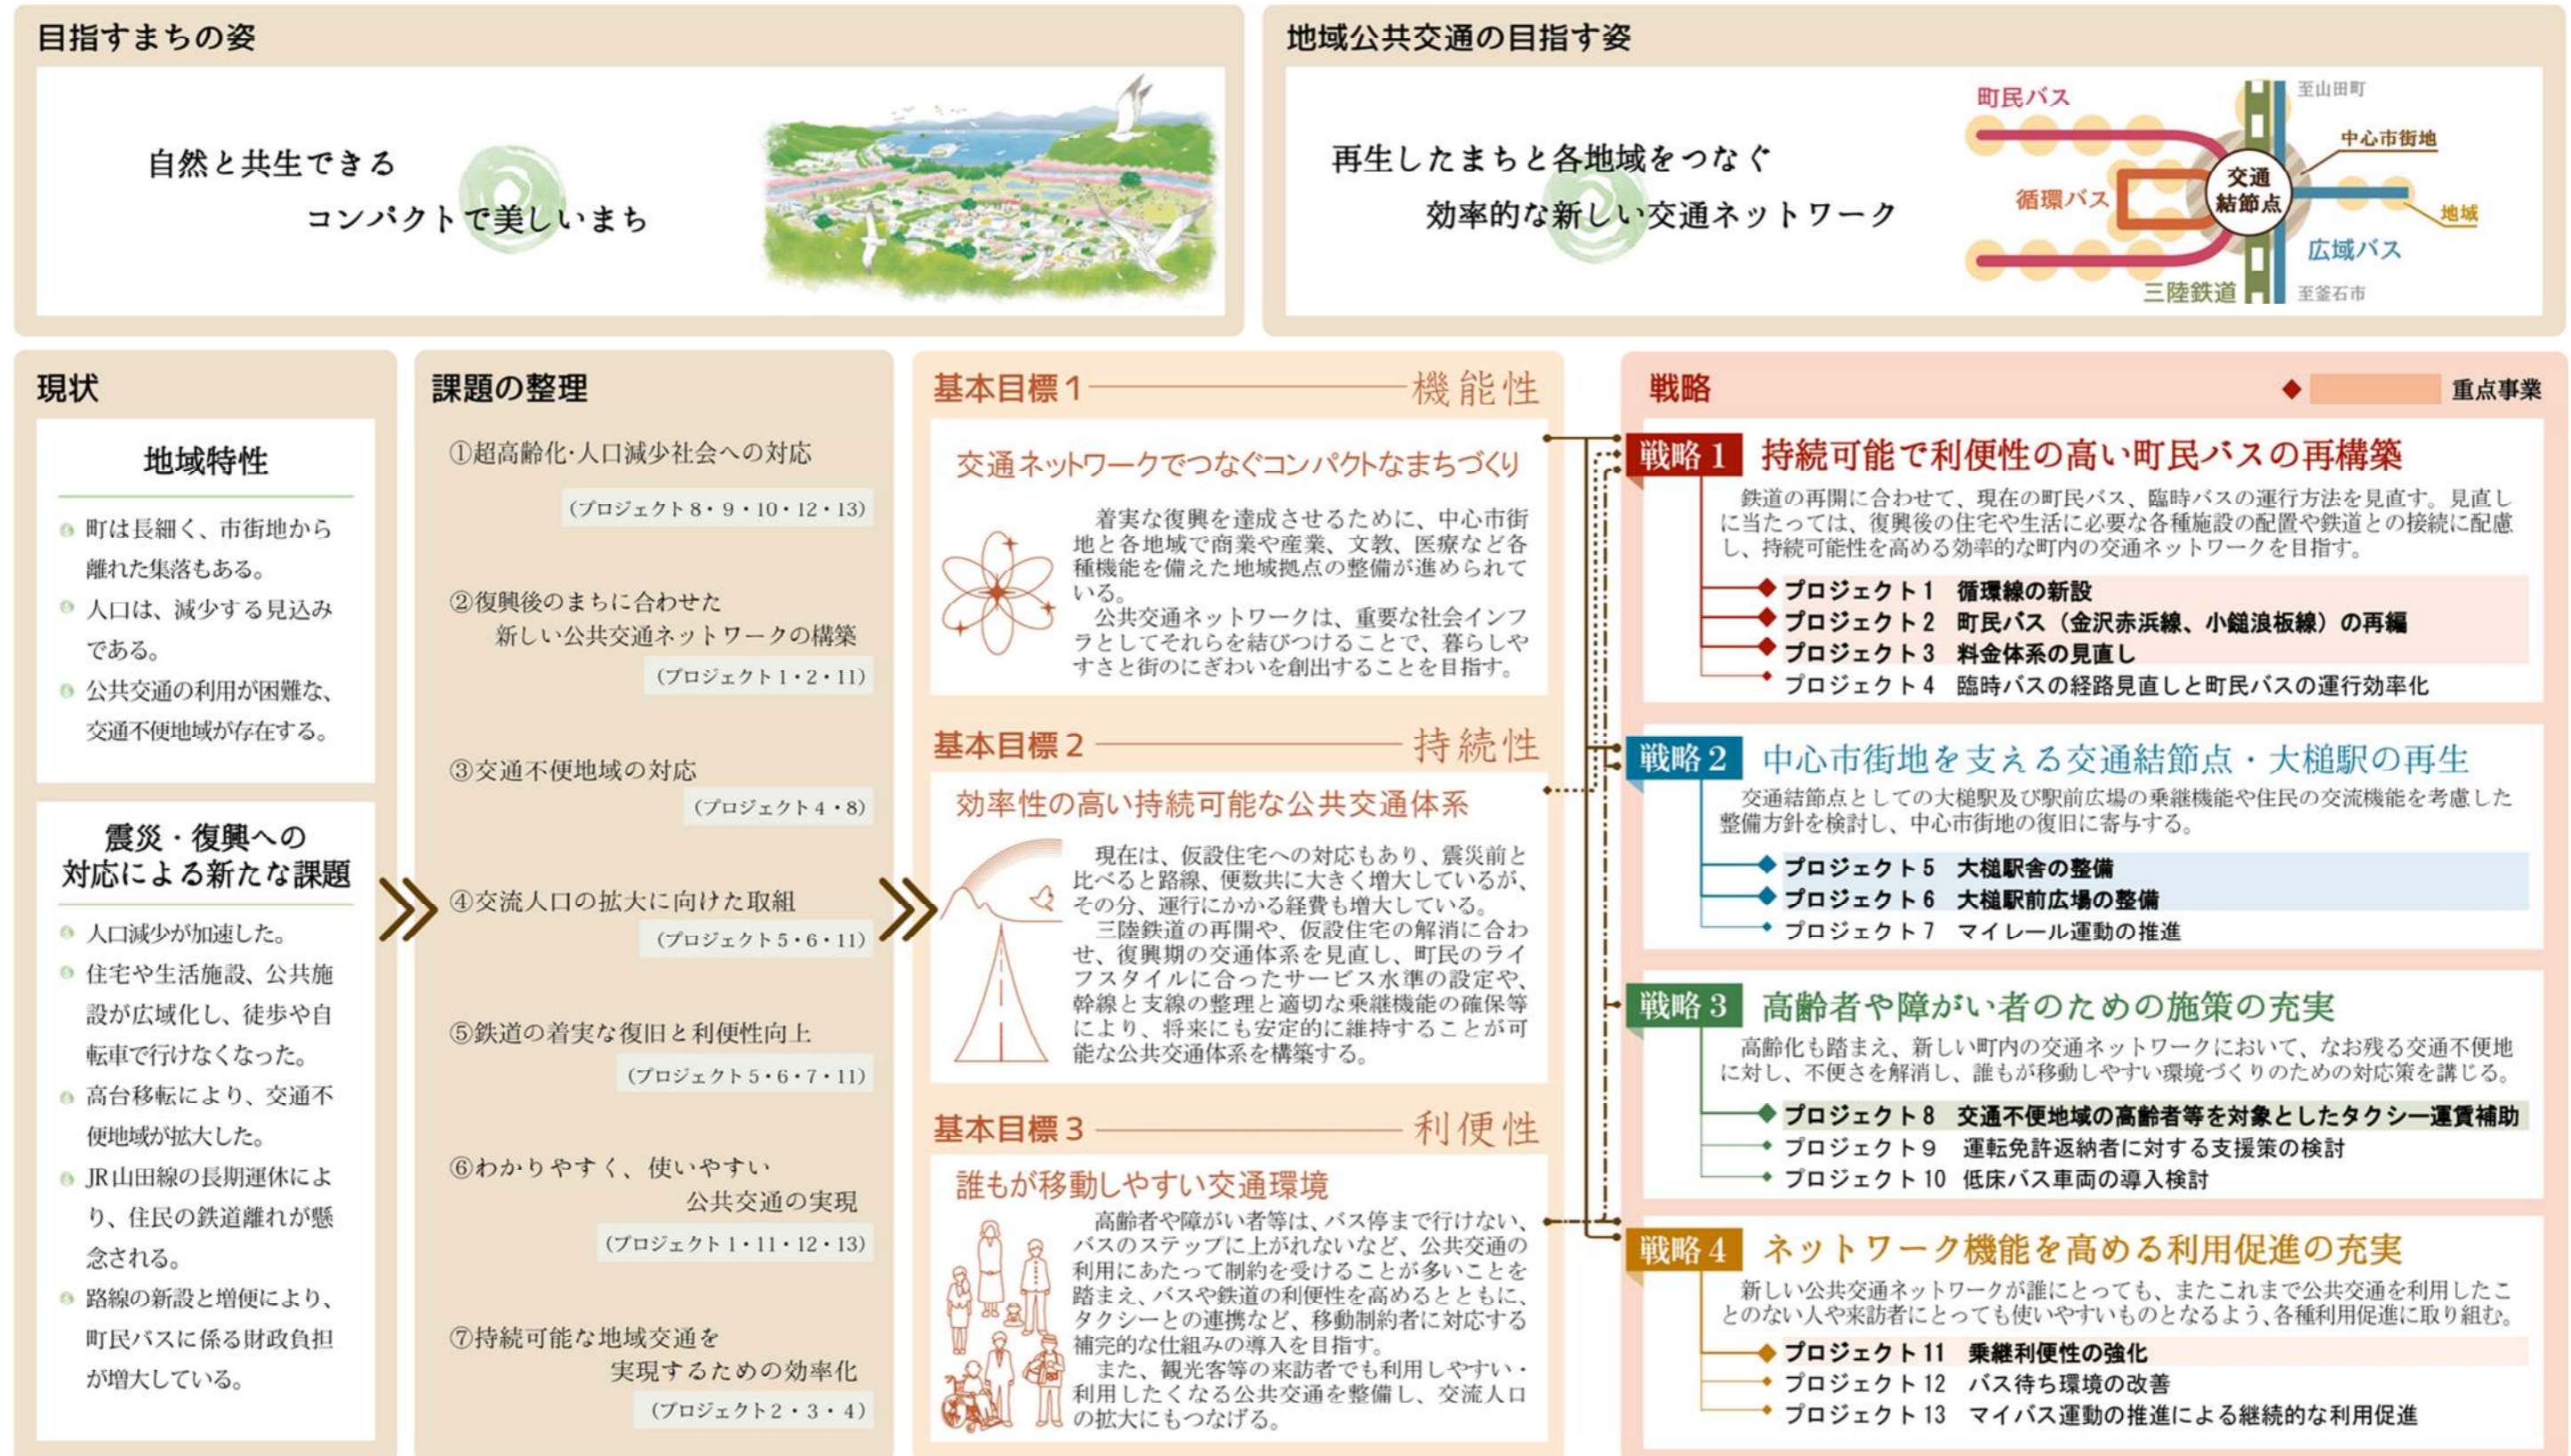 目指すまちの姿
自然と共生できる
コンパクトで美しいまち
地域公共交通の目指す姿
再生したまちと各地域をつなぐ
効率的な新しい交通ネットワーク
町民バス
至山田町
中心市街地
交通
結節点
循環バス
地域
広域バス
三陸鉄道
至釜石市
現状
地域特性
町は長細く、市街地から
離れた集落もある。
人口は、減少する見込み
である。
公共交通の利用が困難な、
交通不便地域が存在する。
震災・復興への
対応による新たな課題
人口減少が加速した。
住宅や生活施設、公共施
設が広域化し、徒歩や自
転車で行けなくなった。
高台移転により、交通不
便地域が拡大した。
JR山田線の長期運休によ
り、住民の鉄道離れが懸
念される。
路線の新設と増便により、
町民バスに係る財政負担
が増大している。
課題の整理
①超高齢化・人口減少社会への対応
(プロジェクト8・9・10・12・13)
②復興後のまちに合わせた
新しい公共交通ネットワークの構築
(プロジェクト1・2・11)
③交通不便地域の対応
(プロジェクト4・8)
④交流人口の拡大に向けた取組
(プロジェクト5・6・11)
⑤鉄道の着実な復旧と利便性向上
(プロジェクト5・6・7・11)
⑥わかりやすく、使いやすい
公共交通の実現
(プロジェクト1・11・12・13)
⑦持続可能な地域交通を
実現するための効率化
(プロジェクト2・3・4)
基本目標1 機能性
交通ネットワークでつなぐコンパクトなまちづくり
着実な復興を達成させるために、中心市街
地と各地域で商業や産業、文教、医療など各
種機能を備えた地域拠点の整備が進められて
いる。
公共交通ネットワークは、重要な社会インフ
ラとしてそれらを結びつけることで、暮らしや
すさと街のにぎわいを創出することを目指す。
基本目標2 持続性
効率性の高い持続可能な公共交通体系
現在は、仮設住宅への対応もあり、震災前と
比べると路線、便数共に大きく増大しているが、
その分、運行にかかる経費も増大している。
三陸鉄道の再開や、仮設住宅の解消に合わ
せ、復興期の交通体系を見直し、町民のライ
フスタイルに合ったサービス水準の設定や、
幹線と支線の整理と適切な乗継機能の確保等
により、将来にも安定的に維持することが可
能な公共交通体系を構築する。
基本目標3 利便性
誰もが移動しやすい交通環境
高齢者や障がい者等は、バス停まで行けない、
バスのステップに上がれないなど、公共交通の
利用にあたって制約を受けることが多いことを
踏まえ、バスや鉄道の利便性を高めるとともに、
タクシーとの連携など、移動制約者に対応する
補完的な仕組みの導入を目指す。
また、観光客等の来訪者でも利用しやすい・
利用したくなる公共交通を整備し、交流人口
の拡大にもつなげる。
戦略
重点事業
戦略1 持続可能で利便性の高い町民バスの再構築
鉄道の再開に合わせて、現在の町民バス、臨時バスの運行方法を見直す。見直し
に当たっては、復興後の住宅や生活に必要な各種施設の配置や鉄道との接続に配慮
し、持続可能性を高める効率的な町内の交通ネットワークを目指す。
プロジェクト1 循環線の新設
プロジェクト2 町民バス（金沢赤浜線、小鎚浪板線）の再編
プロジェクト3 料金体系の見直し
プロジェクト4 臨時バスの経路見直しと町民バスの運行効率化
戦略2 中心市街地を支える交通結節点・大槌駅の再生
交通結節点としての大槌駅及び駅前広場の乗継機能や住民の交流機能を考慮した
整備方針を検討し、中心市街地の復旧に寄与する。
プロジェクト5 大槌駅舎の整備
プロジェクト6 大槌駅前広場の整備
プロジェクト7 マイレール運動の推進
戦略3 高齢者や障がい者のための施策の充実
高齢化も踏まえ、新しい町内の交通ネットワークにおいて、なお残る交通不便地
に対し、不便さを解消し、誰もが移動しやすい環境づくりのための対応策を講じる。
プロジェクト8 交通不便地域の高齢者等を対象としたタクシー運賃補助
プロジェクト9 運転免許返納者に対する支援策の検討
プロジェクト10 低床バス車両の導入検討
戦略4 ネットワーク機能を高める利用促進の充実
新しい公共交通ネットワークが誰にとっても、またこれまで公共交通を利用したこ
とのない人や来訪者にとっても使いやすいものとなるよう、各種利用促進に取り組む。
プロジェクト11 乗継利便性の強化
プロジェクト12 バス待ち環境の改善
プロジェクト13 マイバス運動の推進による継続的な利用促進